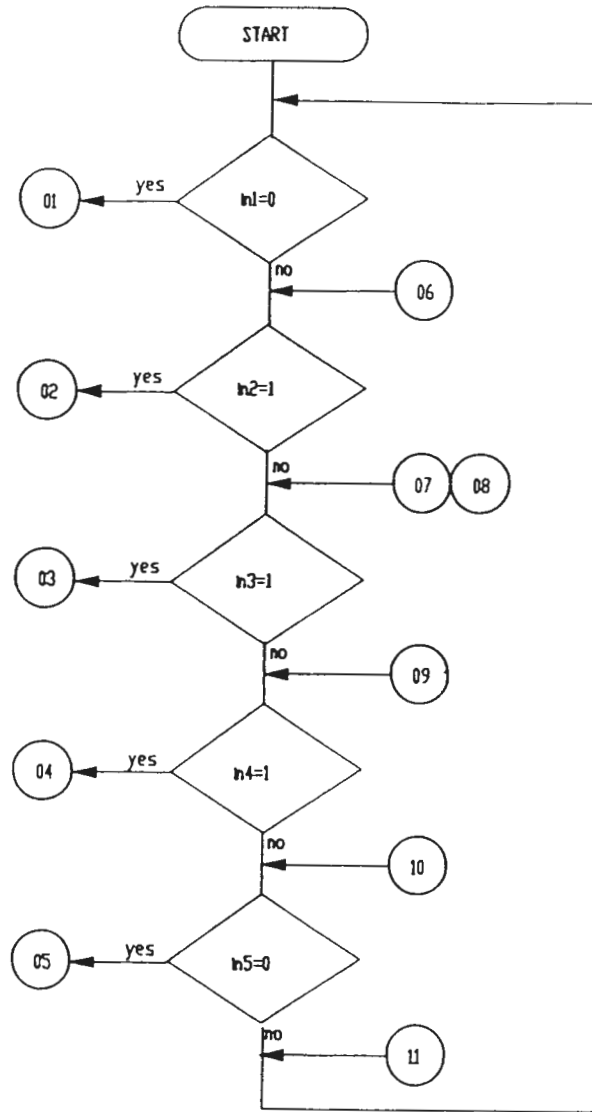 START
yes
01
in1=0
no
06
yes
02
in2=1
no
07 08
yes
03
in3=1
no
09
yes
04
in4=1
no
10
yes
05
in5=0
no
11